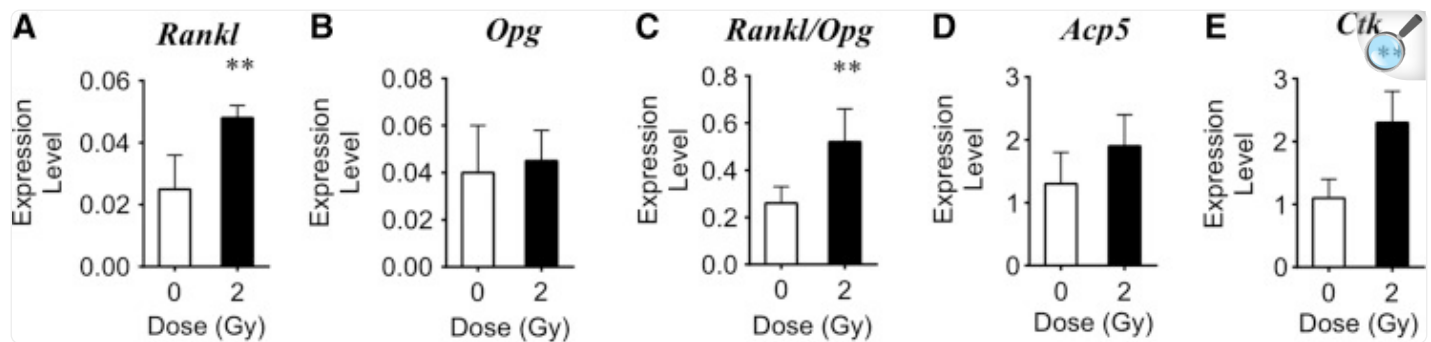 A Rankl
**
0.06
0.04
0.02
0.00
Expression
Level
0 2
Dose (Gy)
B Opg
0.08
0.06
0.04
0.02
0.00
Expression
Level
0 2
Dose (Gy)
C Rankl/Opg
**
0.8
0.6
0.4
0.2
0.0
Expression
Level
0 2
Dose (Gy)
D Acp5
3
2
1
0
Expression
Level
0 2
Dose (Gy)
E Ctk
**
3
2
1
0
Expression
Level
0 2
Dose (Gy)